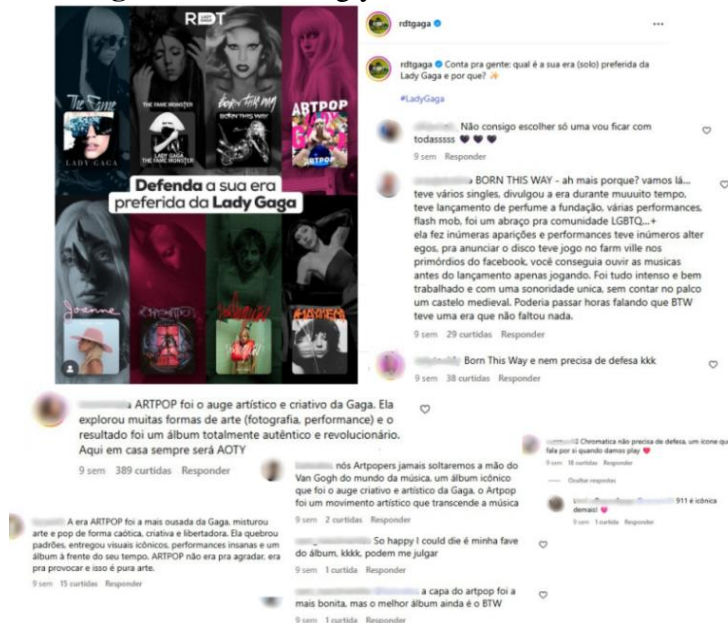 RDT LADY GAGA
The Fame
THE FAME MONSTER
born this way
ARTPOP
LADY GAGA
LADY GAGA
THE FAME MONSTER
BORN THIS WAY
ARTPOP
Defenda a sua era
preferida da Lady Gaga
Joanne
CHROMATICA
MAYHEM
rdtgaga
rdtgaga Conta pra gente: qual é a sua era (solo) preferida da
Lady Gaga e por que? ✨
#LadyGaga
Não consigo escolher só uma vou ficar com
todasssss 🖤 🖤 🖤
9 sem Responder
BORN THIS WAY - ah mais porque? vamos lá...
teve vários singles, divulgou a era durante muuuito tempo,
teve lançamento de perfume a fundação, várias performances,
flash mob, foi um abraço pra comunidade LGBTQ...+
ela fez inúmeras aparições e performances teve inúmeros alter
egos, pra anunciar o disco teve jogo no farm ville nos
primórdios do facebook, você conseguia ouvir as musicas
antes do lançamento apenas jogando. Foi tudo intenso e bem
trabalhado e com uma sonoridade unica, sem contar no palco
um castelo medieval. Poderia passar horas falando que BTW
teve uma era que não faltou nada.
9 sem 29 curtidas Responder
Born This Way e nem precisa de defesa kkk
9 sem 38 curtidas Responder
ARTPOP foi o auge artístico e criativo da Gaga. Ela
explorou muitas formas de arte (fotografia, performance) e o
resultado foi um álbum totalmente autêntico e revolucionário.
Aqui em casa sempre será AOTY
9 sem 389 curtidas Responder
Chromatica não precisa de defesa, um ícone que
fala por si quando damos play ❤
9 sem 18 curtidas Responder
Ocultar respostas
911 é icônica
demais! ❤
9 sem 1 curtida Responder
nós Artpopers jamais soltaremos a mão do
Van Gogh do mundo da música, um álbum icônico
que foi o auge criativo e artístico da Gaga, o Artpop
foi um movimento artístico que transcende a música
9 sem 2 curtidas Responder
A era ARTPOP foi a mais ousada da Gaga, misturou
arte e pop de forma caótica, criativa e libertadora. Ela quebrou
padrões, entregou visuais icônicos, performances insanas e um
álbum à frente do seu tempo. ARTPOP não era pra agradar, era
pra provocar e isso é pura arte.
9 sem 15 curtidas Responder
So happy I could die é minha fave
do álbum, kkkk, podem me julgar
9 sem 1 curtida Responder
a capa do artpop foi a
mais bonita, mas o melhor álbum ainda é o BTW
9 sem 1 curtida Responder